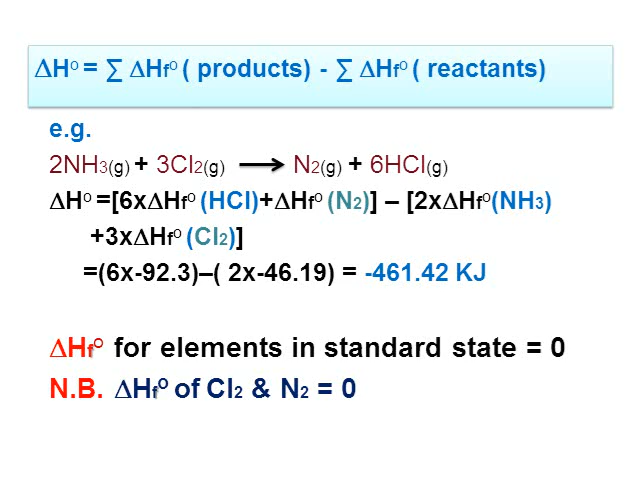 ∆Hº = ∑ ∆Hfº ( products) - ∑ ∆Hfº ( reactants)
e.g.
2NH3(g) + 3Cl2(g) ⟶ N2(g) + 6HCl(g)
∆Hº =[6x∆Hfº (HCl)+∆Hfº (N2)] – [2x∆Hfº(NH3)
+3x∆Hfº (Cl2)]
=(6x-92.3)–( 2x-46.19) = -461.42 KJ
∆Hfº for elements in standard state = 0
N.B. ∆Hfº of Cl2 & N2 = 0